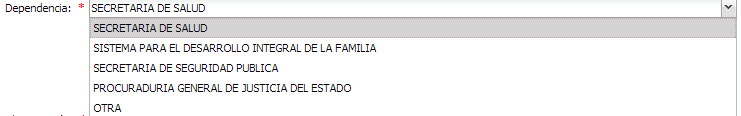 Dependencia: * SECRETARIA DE SALUD
SECRETARIA DE SALUD
SISTEMA PARA EL DESARROLLO INTEGRAL DE LA FAMILIA
SECRETARIA DE SEGURIDAD PUBLICA
PROCURADURIA GENERAL DE JUSTICIA DEL ESTADO
OTRA